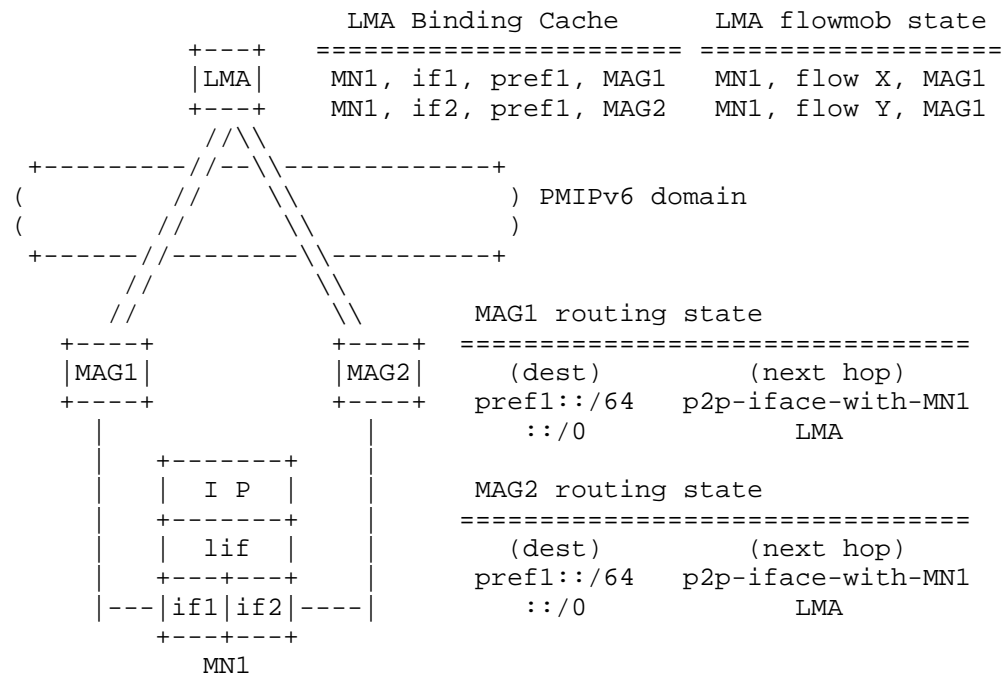 LMA Binding Cache       LMA flowmob state
            +---+   =======================  ===================
            |LMA|    MN1, if1, pref1, MAG1   MN1, flow X, MAG1
            +---+    MN1, if2, pref1, MAG2   MN1, flow Y, MAG1
             //\\
  +---------//--\\-------------+
 (         //    \\             ) PMIPv6 domain
 (        //      \\            )
  +------//--------\\----------+
        //          \\
       //            \\       MAG1 routing state
    +----+           +----+  ================================
    |MAG1|           |MAG2|     (dest)         (next hop)
    +----+           +----+   pref1::/64   p2p-iface-with-MN1
      |                |         ::/0             LMA
      |   +-------+    |
      |   |  I P  |    |      MAG2 routing state
      |   +-------+    |     ================================
      |   |  lif  |    |        (dest)         (next hop)
      |   +---+---+    |      pref1::/64   p2p-iface-with-MN1
      |---|if1|if2|----|         ::/0             LMA
          +---+---+
             MN1